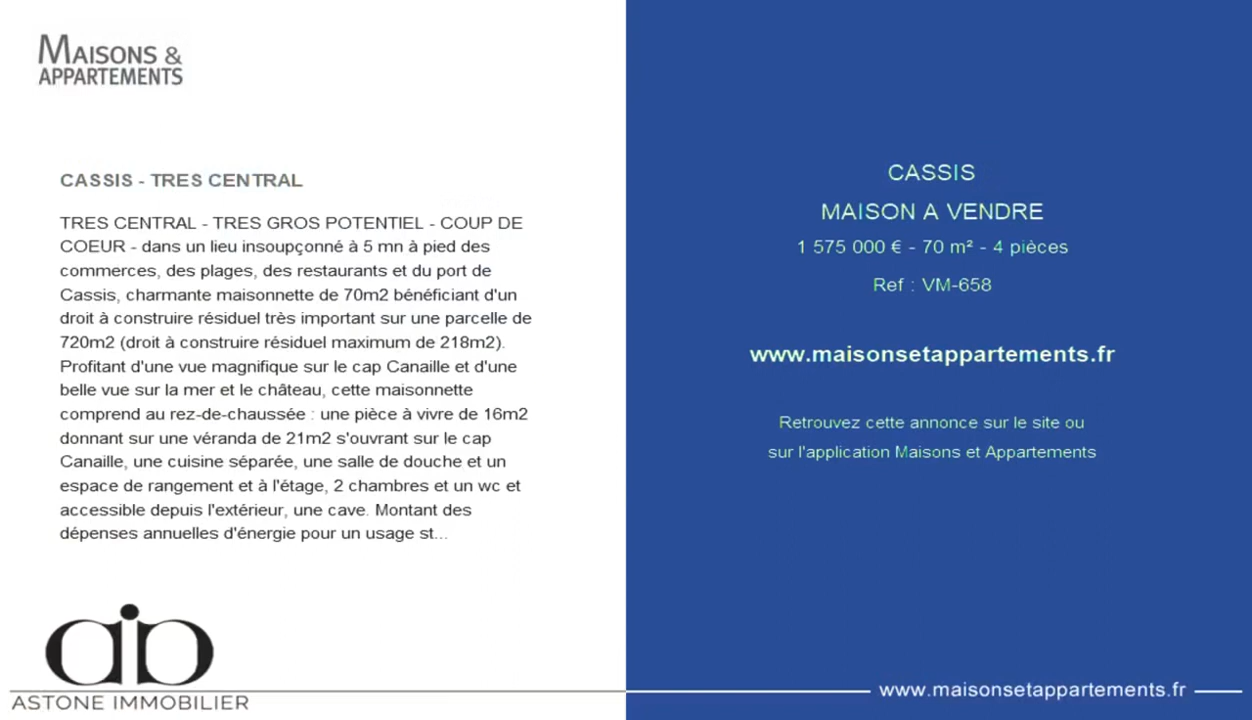 MAISONS &
APPARTEMENTS
CASSIS - TRES CENTRAL
TRES CENTRAL - TRES GROS POTENTIEL - COUP DE
COEUR - dans un lieu insoupçonné à 5 mn à pied des
commerces, des plages, des restaurants et du port de
Cassis, charmante maisonnette de 70m2 bénéficiant d'un
droit à construire résiduel très important sur une parcelle de
720m2 (droit à construire résiduel maximum de 218m2).
Profitant d'une vue magnifique sur le cap Canaille et d'une
belle vue sur la mer et le château, cette maisonnette
comprend au rez-de-chaussée : une pièce à vivre de 16m2
donnant sur une véranda de 21m2 s'ouvrant sur le cap
Canaille, une cuisine séparée, une salle de douche et un
espace de rangement et à l'étage, 2 chambres et un wc et
accessible depuis l'extérieur, une cave. Montant des
dépenses annuelles d'énergie pour un usage st...
ASTONE IMMOBILIER
CASSIS
MAISON A VENDRE
1 575 000 € - 70 m² - 4 pièces
Ref : VM-658
www.maisonsetappartements.fr
Retrouvez cette annonce sur le site ou
sur l'application Maisons et Appartements
www.maisonsetappartements.fr